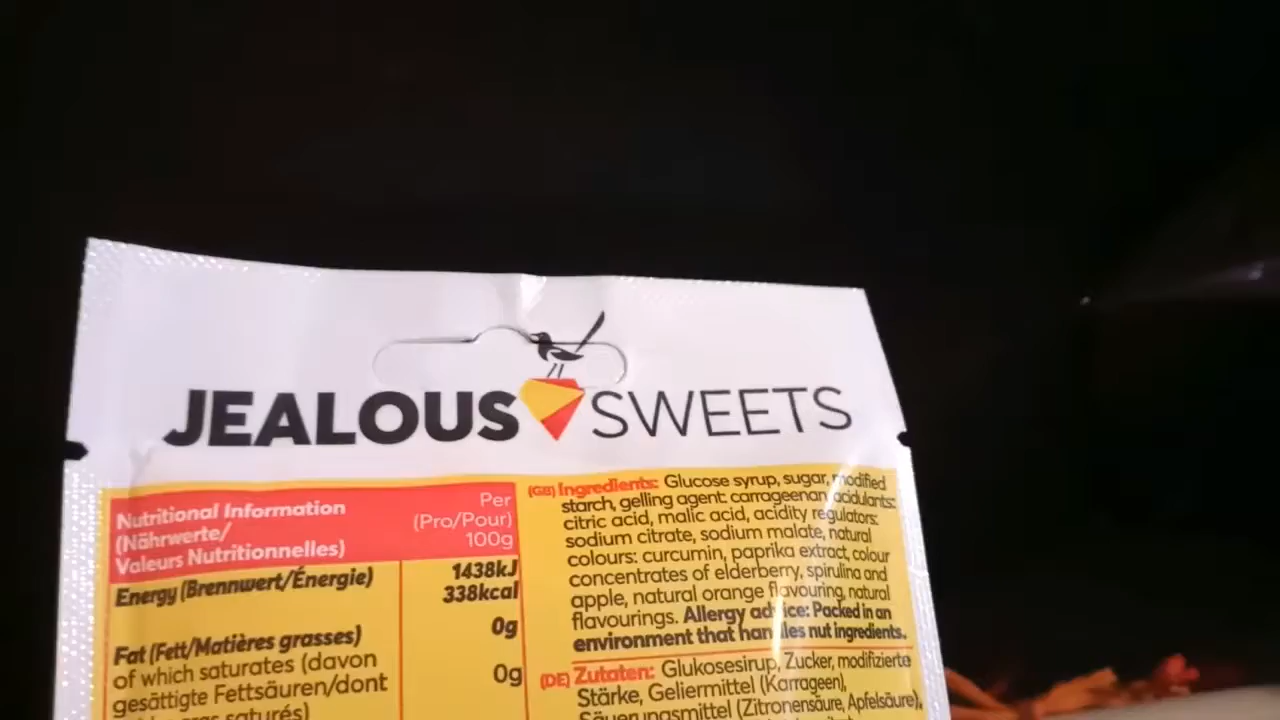 JEALOUS SWEETS
Nutritional Information
(Nährwerte/
Valeurs Nutritionnelles)
Per
(Pro/Pour)
100g
Energy (Brennwert/Énergie)
1438kJ
338kcal
Fat (Fett/Matières grasses)
0g
of which saturates (davon
gesättigte Fettsäuren/dont
0g
saturés)
(GB) Ingredients: Glucose syrup, sugar, modified
starch, gelling agent: carrageenan, acidulants:
citric acid, malic acid, acidity regulators:
sodium citrate, sodium malate, natural
colours: curcumin, paprika extract, colour
concentrates of elderberry, spirulina and
apple, natural orange flavouring, natural
flavourings. Allergy advice: Packed in an
environment that handles nut ingredients.
(DE) Zutaten: Glukosesirup, Zucker, modifizierte
Stärke, Geliermittel (Karrageen),
Säuerungsmittel (Zitronensäure, Apfelsäure),